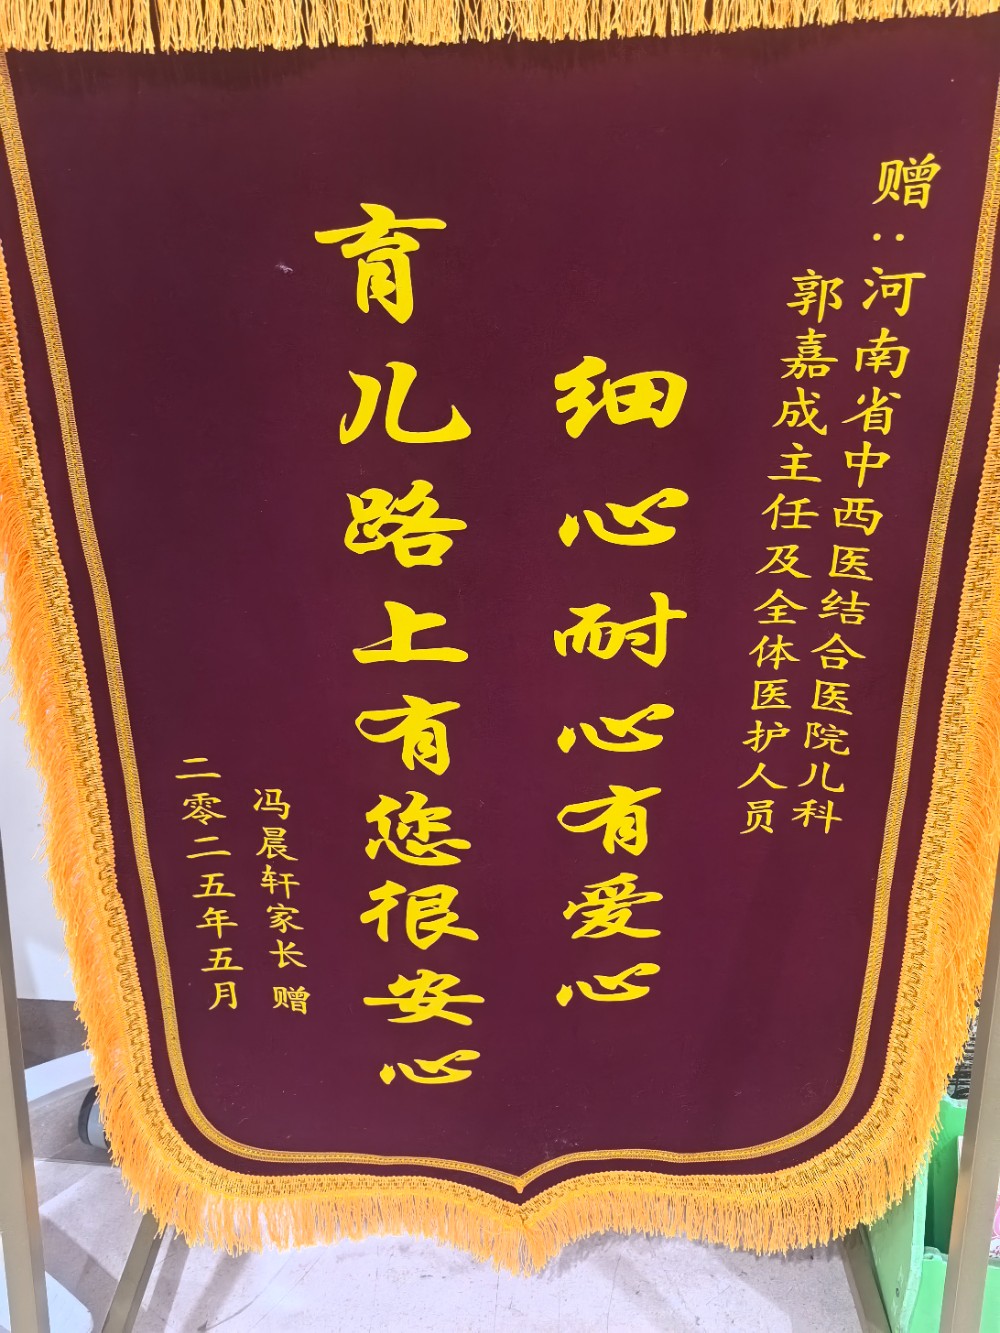 赠：河南省中西医结合医院儿科
郭嘉成主任及全体医护人员
细心耐心有爱心
育儿路上有您很安心
冯晨轩家长 赠
二零二五年五月